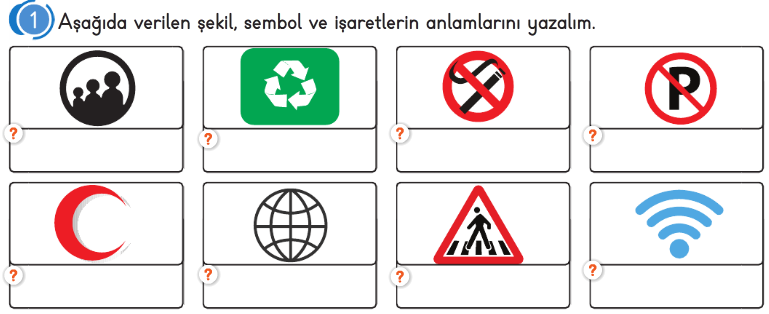 1 Aşağıda verilen şekil, sembol ve işaretlerin anlamlarını yazalım.
P
? ? ? ?
? ? ? ?